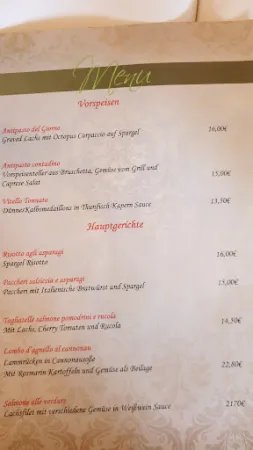 Menu
Vorspeisen
Antipasto del Giorno 16,00€
Graved Lachs mit Octopus Carpaccio auf Spargel
Antipasto contadino
Vorspeisenteller aus Bruschetta, Gemüse vom Grill und 15,00€
Caprese Salat
Vitello Tonnato 13,50€
Dünne Kalbsmedaillons in Thunfisch Kapern Sauce
Hauptgerichte
Risotto agli asparagi 16,00€
Spargel Risotto
Paccheri salsiccia e asparagi 15,00€
Paccheri mit Italienische Bratwurst und Spargel
Tagliatelle salmone pomodrini e rucola 14,50€
Mit Lachs, Cherry Tomaten und Rucola
Lombo d'agnello al cannonau
Lammrücken in Cannonausoße 22,80€
Mit Rosmarin Kartoffeln und Gemüse als Beilage
Salmone alle verdure 2170€
Lachsfilet mit verschiedene Gemüse in Weißwein Sauce